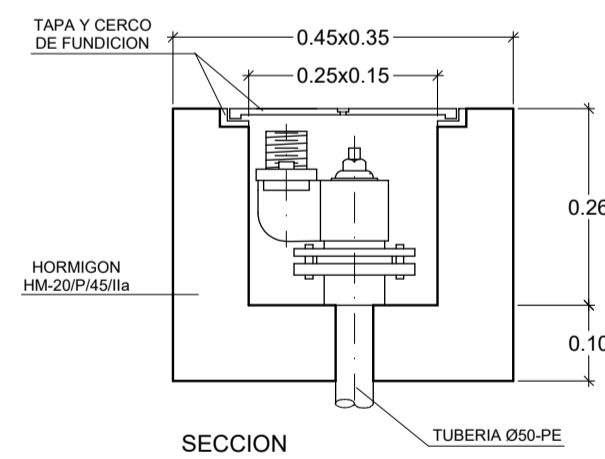 TAPA Y CERCO
DE FUNDICION
0.45x0.35
0.25x0.15
0.26
HORMIGON
HM-20/P/45/IIa
0.10
TUBERIA Ø50-PE
SECCION